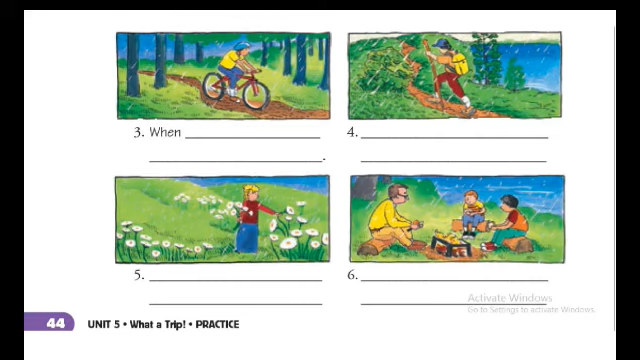 3. When
.
4.
5.
6.
Activate Windows
Go to Settings to activate Windows.
44 UNIT 5 • What a Trip! • PRACTICE